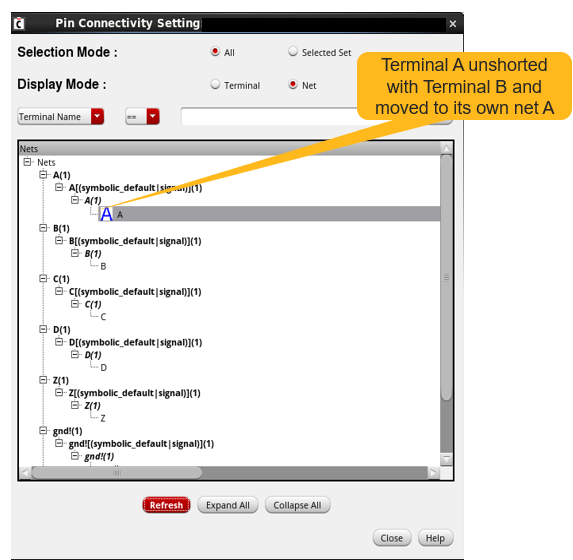 Pin Connectivity Setting
Selection Mode :
All
Selected Set
Display Mode :
Terminal
Net
Terminal A unshorted
with Terminal B and
moved to its own net A
Terminal Name
==
Nets
Nets
A(1)
A[(symbolic_default|signal)](1)
A(1)
A A
B(1)
B[(symbolic_default|signal)](1)
B(1)
B
C(1)
C[(symbolic_default|signal)](1)
C(1)
C
D(1)
D[(symbolic_default|signal)](1)
D(1)
D
Z(1)
Z[(symbolic_default|signal)](1)
Z(1)
Z
gnd!(1)
gnd![(symbolic_default|signal)](1)
gnd!(1)
Refresh
Expand All
Collapse All
Close
Help